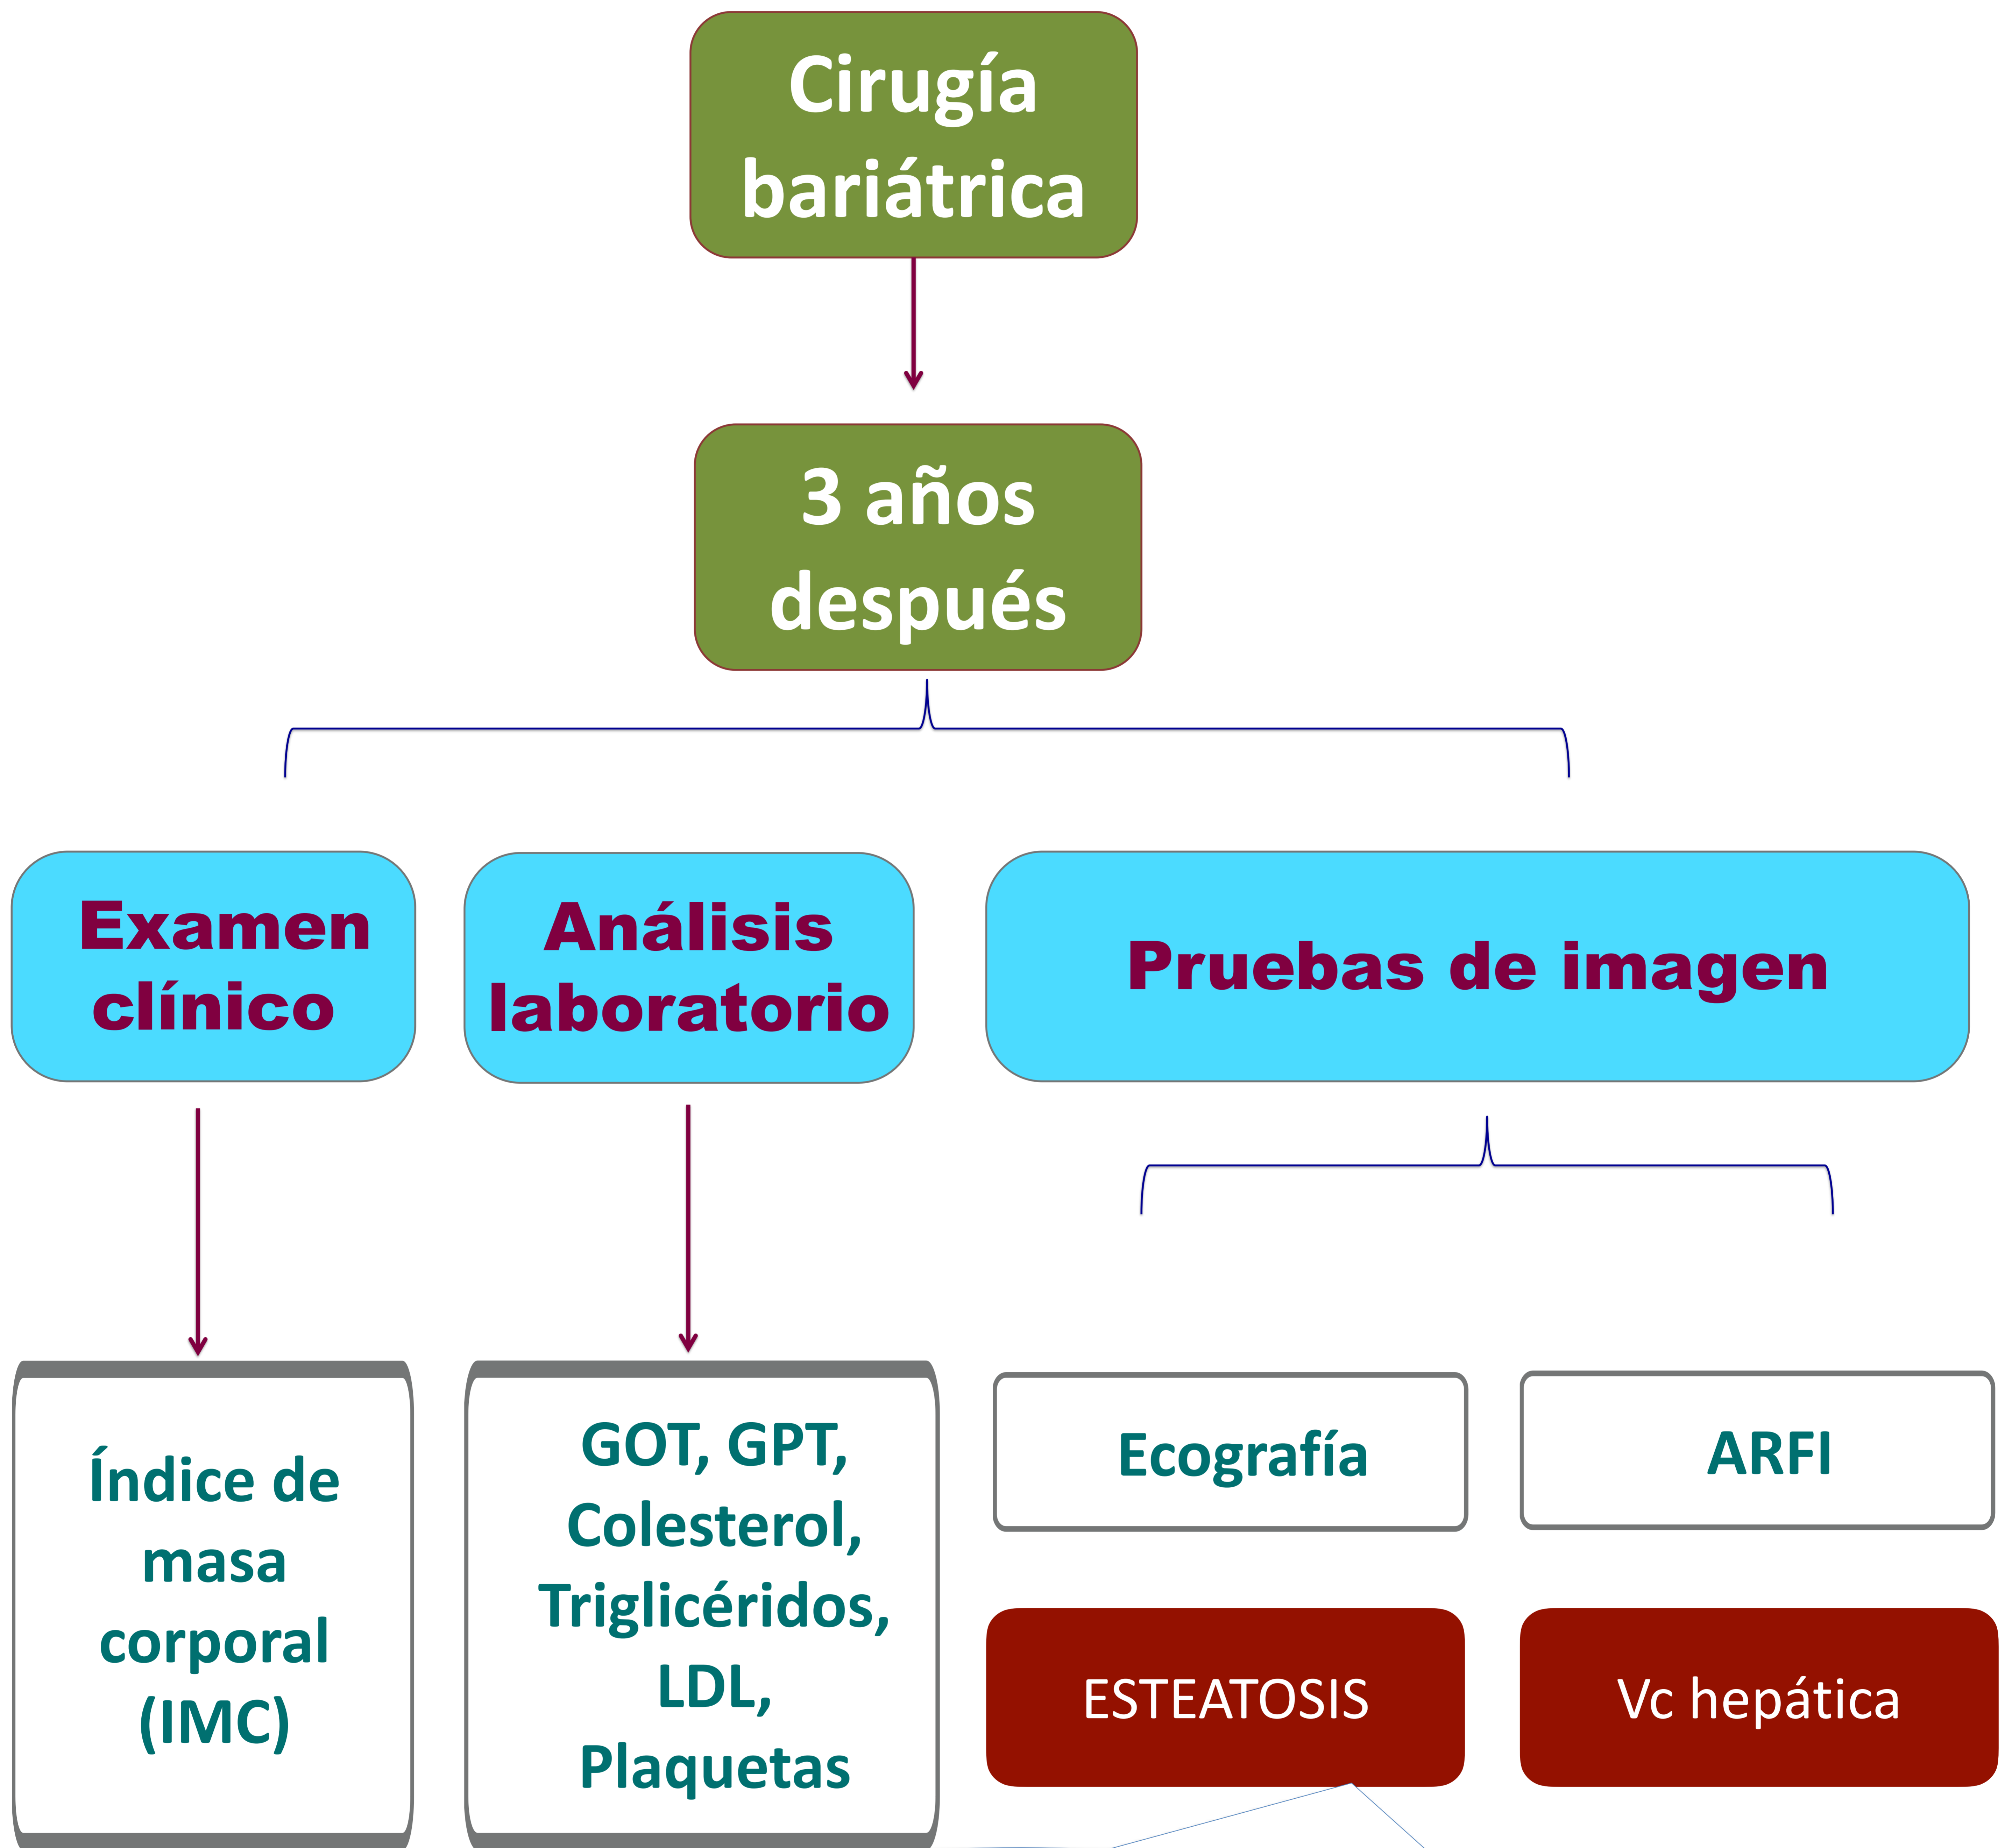 Cirugía
bariátrica
3 años
después
Examen
clínico
Análisis
laboratorio
Pruebas de imagen
Índice de
masa
corporal
(IMC)
GOT, GPT,
Colesterol,
Triglicéridos,
LDL,
Plaquetas
Ecografía
ARFI
ESTEATOSIS
Vc hepática